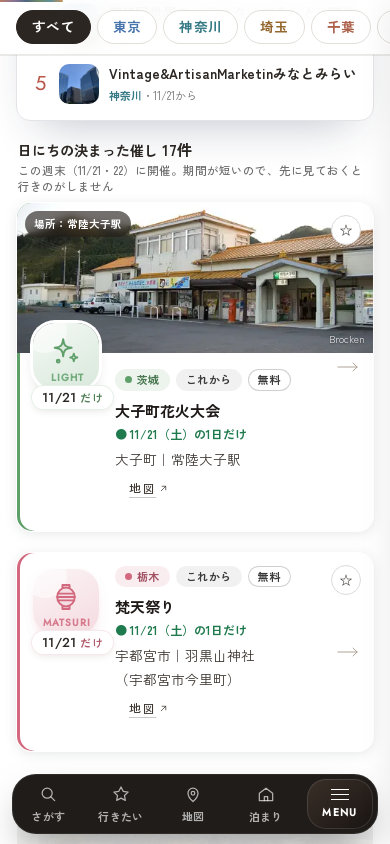 すべて
東京
神奈川
埼玉
千葉
5
Vintage&ArtisanMarketinみなとみらい
神奈川・11/21から
日にちの決まった催し 17件
この週末（11/21・22）に開催。期間が短いので、先に見ておくと
行きのがしません
場所：常陸大子駅
Brocken
LIGHT
11/21 だけ
茨城
これから
無料
大子町花火大会
11/21（土）の1日だけ
大子町｜常陸大子駅
地図 ↗
MATSURI
11/21 だけ
栃木
これから
無料
梵天祭り
11/21（土）の1日だけ
宇都宮市｜羽黒山神社
（宇都宮市今里町）
地図 ↗
さがす
行きたい
地図
泊まり
MENU